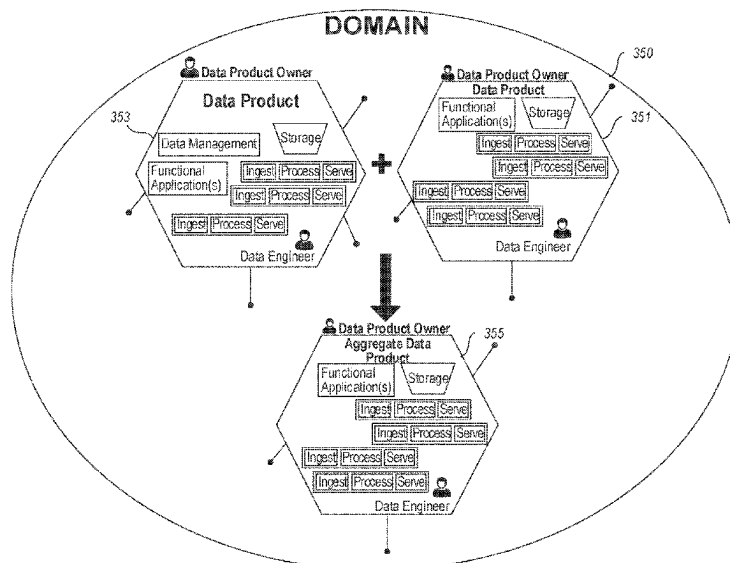 DOMAIN
350
Data Product Owner
Data Product
353
Data Management
Storage
Functional
Application(s)
Ingest Process Serve
Ingest Process Serve
Ingest Process Serve
Data Engineer
+
Data Product Owner
Data Product
351
Functional
Application(s)
Storage
Ingest Process Serve
Ingest Process Serve
Ingest Process Serve
Ingest Process Serve
Data Engineer
Data Product Owner
355
Aggregate Data
Product
Functional
Application(s)
Storage
Ingest Process Serve
Ingest Process Serve
Ingest Process Serve
Ingest Process Serve
Data Engineer